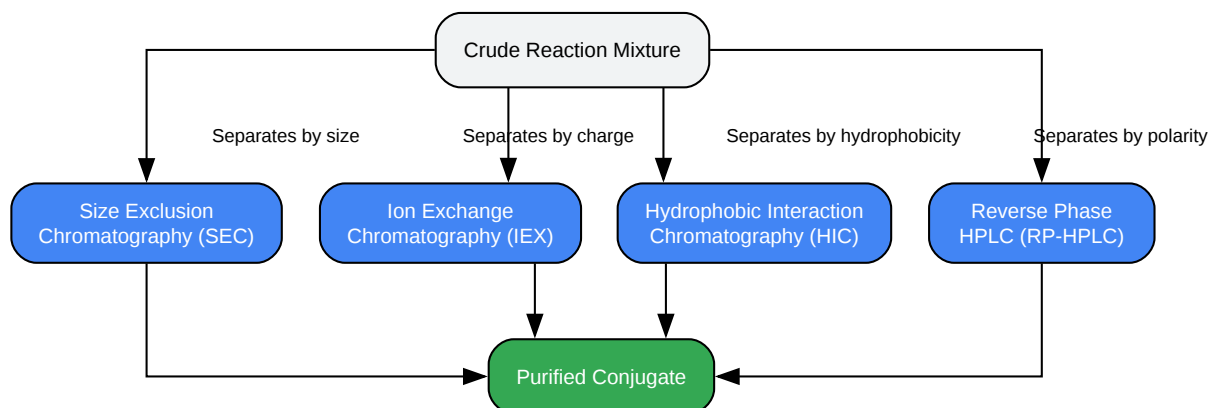 Crude Reaction Mixture
Separates by size
Separates by charge
Separates by hydrophobicity
Separates by polarity
Size Exclusion
Chromatography (SEC)
Ion Exchange
Chromatography (IEX)
Hydrophobic Interaction
Chromatography (HIC)
Reverse Phase
HPLC (RP-HPLC)
Purified Conjugate